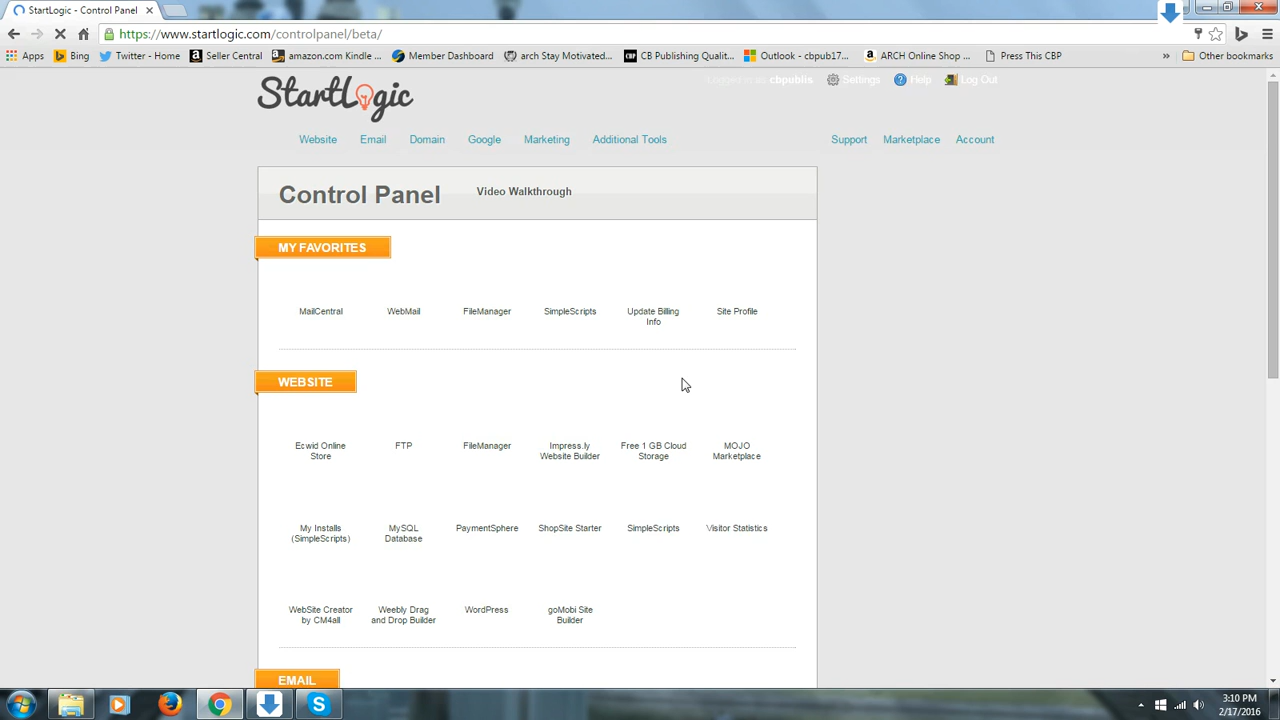 StartLogic - Control Panel
https://www.startlogic.com/controlpanel/beta/
Apps Bing Twitter - Home Seller Central amazon.com Kindle ... Member Dashboard arch Stay Motivated... CB Publishing Qualit... Outlook - cbpub17... ARCH Online Shop ... Press This CBP » Other bookmarks
cbpublis Settings Help Log Out
StartLogic
Website Email Domain Google Marketing Additional Tools Support Marketplace Account
Control Panel Video Walkthrough
MY FAVORITES
MailCentral WebMail FileManager SimpleScripts Update Billing Info Site Profile
WEBSITE
Ecwid Online Store FTP FileManager Impress.ly Website Builder Free 1 GB Cloud Storage MOJO Marketplace
My Installs (SimpleScripts) MySQL Database PaymentSphere ShopSite Starter SimpleScripts Visitor Statistics
WebSite Creator by CM4all Weebly Drag and Drop Builder WordPress goMobi Site Builder
EMAIL
3:10 PM
2/17/2016